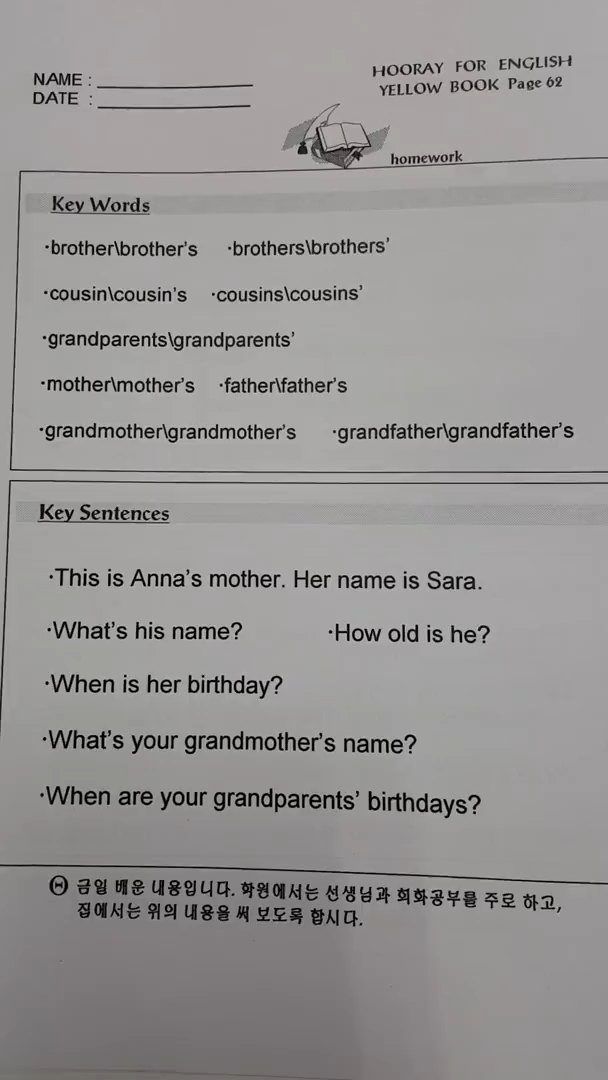 NAME : ____________
DATE : ____________
HOORAY FOR ENGLISH
YELLOW BOOK Page 62
homework
Key Words
·brother\brother's ·brothers\brothers'
·cousin\cousin's ·cousins\cousins'
·grandparents\grandparents'
·mother\mother's ·father\father's
·grandmother\grandmother's ·grandfather\grandfather's
Key Sentences
·This is Anna's mother. Her name is Sara.
·What's his name? ·How old is he?
·When is her birthday?
·What's your grandmother's name?
·When are your grandparents' birthdays?
금일 배운 내용입니다. 학원에서는 선생님과 회화공부를 주로 하고,
집에서는 위의 내용을 써 보도록 합시다.